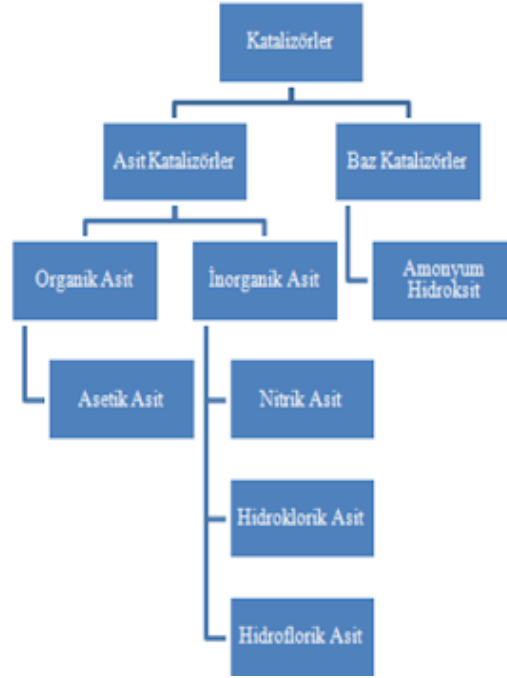 Katalizörler
Asit Katalizörler
Baz Katalizörler
Organik Asit
İnorganik Asit
Amonyum
Hidroksit
Asetik Asit
Nitrik Asit
Hidroklorik Asit
Hidroflorik Asit